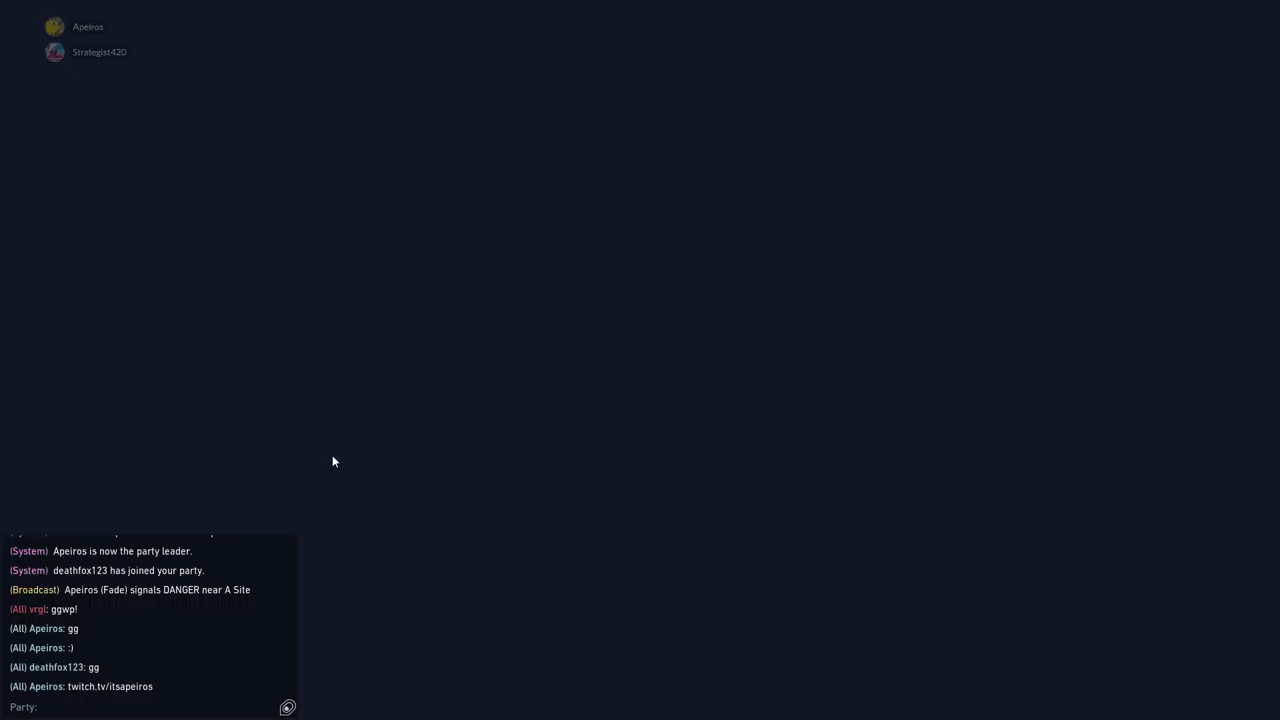 Apeiros
Strategist420
(System) Apeiros is now the party leader.
(System) deathfox123 has joined your party.
(Broadcast) Apeiros (Fade) signals DANGER near A Site
(All) vrgl: ggwp!
(All) Apeiros: gg
(All) Apeiros: :)
(All) deathfox123: gg
(All) Apeiros: twitch.tv/itsapeiros
Party: